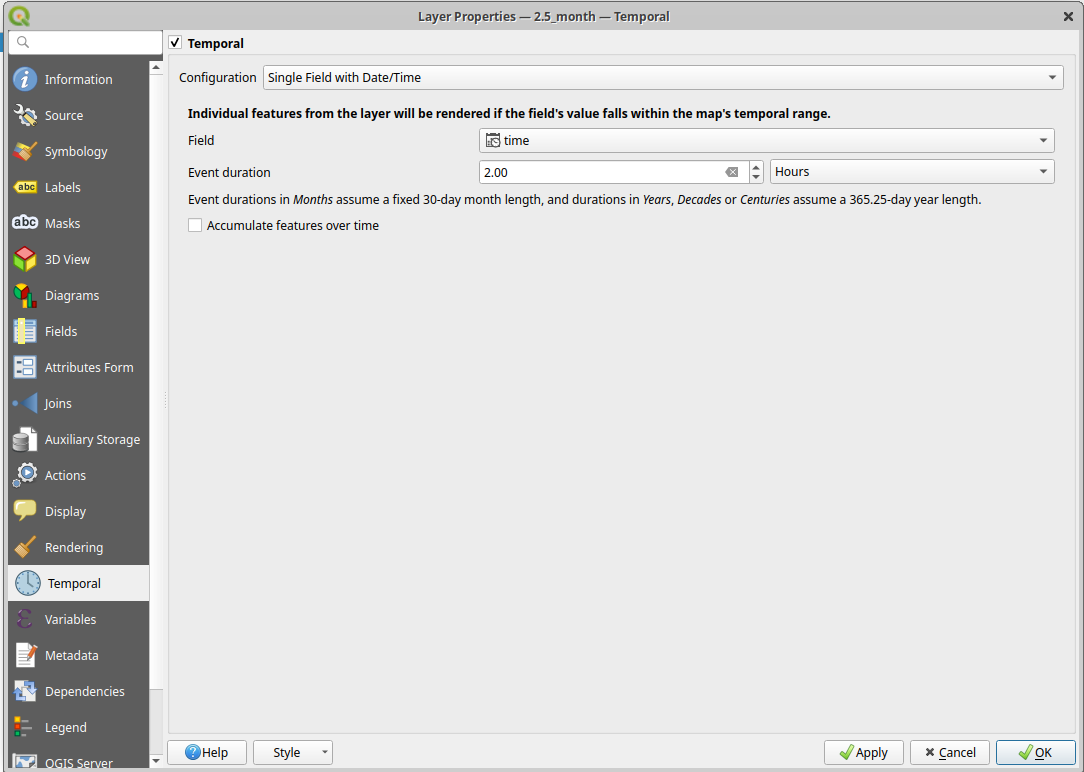 Layer Properties — 2.5_month — Temporal
Temporal
Configuration Single Field with Date/Time
Individual features from the layer will be rendered if the field's value falls within the map's temporal range.
Field time
Event duration 2.00 Hours
Event durations in Months assume a fixed 30-day month length, and durations in Years, Decades or Centuries assume a 365.25-day year length.
Accumulate features over time
Information
Source
Symbology
abc Labels
abc Masks
3D View
Diagrams
Fields
Attributes Form
Joins
Auxiliary Storage
Actions
Display
Rendering
Temporal
Variables
Metadata
Dependencies
Legend
QGIS Server
Help Style Apply Cancel OK